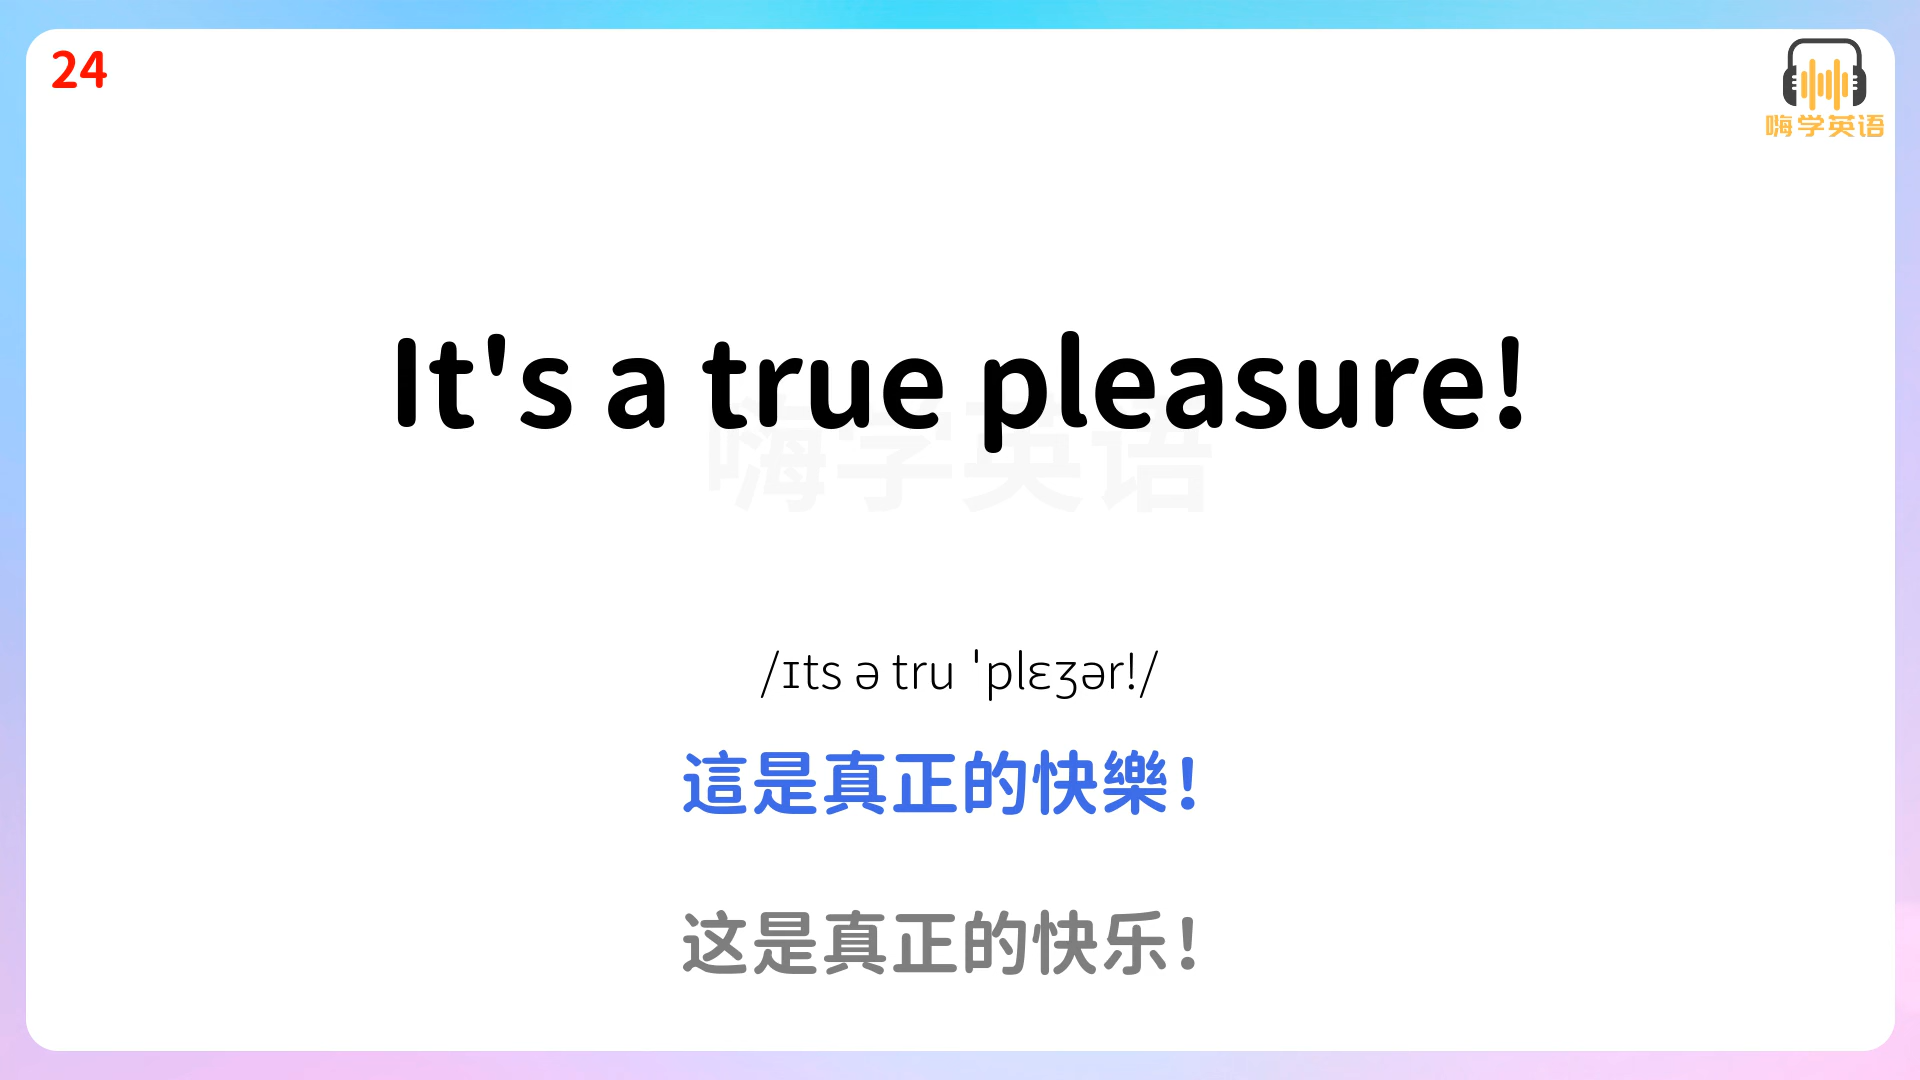 24
嗨学英语
It's a true pleasure!
嗨学英语
/ɪts ə tru ˈplɛʒər!/
這是真正的快樂！
这是真正的快乐！